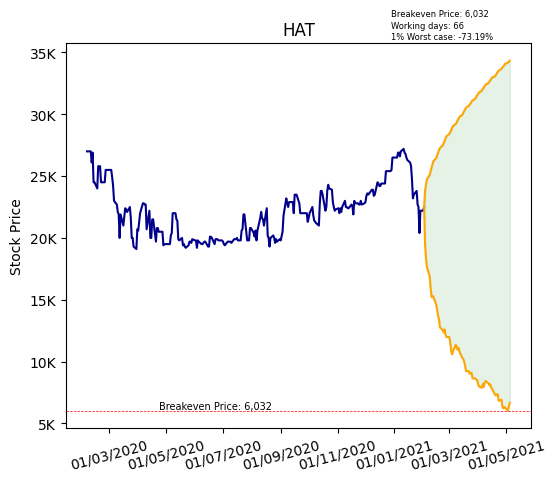 Breakeven Price: 6,032
Working days: 66
1% Worst case: -73.19%
HAT
Stock Price
35K
30K
25K
20K
15K
10K
5K
Breakeven Price: 6,032
01/03/2020
01/05/2020
01/07/2020
01/09/2020
01/11/2020
01/01/2021
01/03/2021
01/05/2021